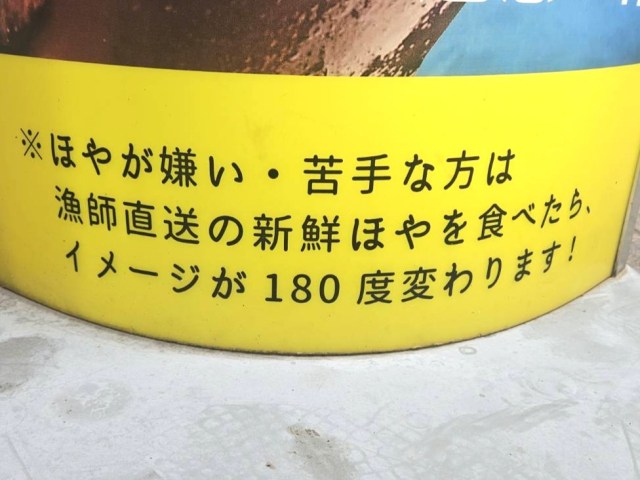 ※ほやが嫌い・苦手な方は
漁師直送の新鮮ほやを食べたら、
イメージが180度変わります!